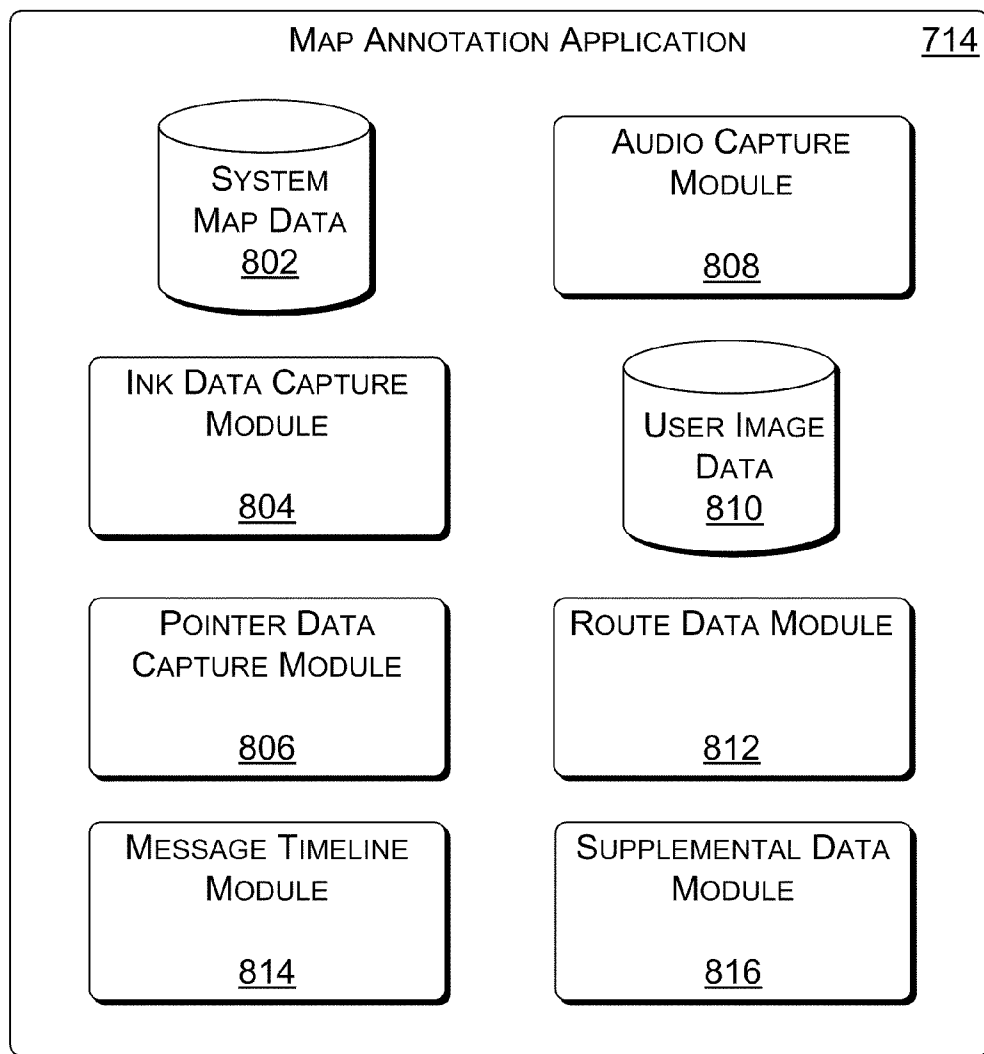 MAP ANNOTATION APPLICATION 714
SYSTEM
MAP DATA
802
AUDIO CAPTURE
MODULE
808
INK DATA CAPTURE
MODULE
804
USER IMAGE
DATA
810
POINTER DATA
CAPTURE MODULE
806
ROUTE DATA MODULE
812
MESSAGE TIMELINE
MODULE
814
SUPPLEMENTAL DATA
MODULE
816